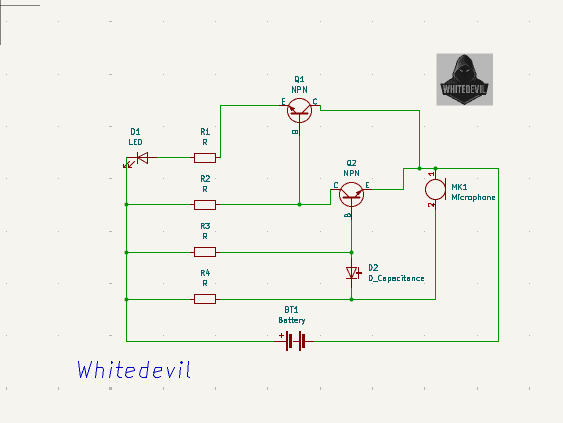 WHITEDEVIL
Q1
NPN
E
C
B
D1
LED
R1
R
Q2
NPN
C
E
B
1
MK1
Microphone
2
R2
R
R3
R
D2
D_Capacitance
R4
R
BT1
Battery
+
Whitedevil